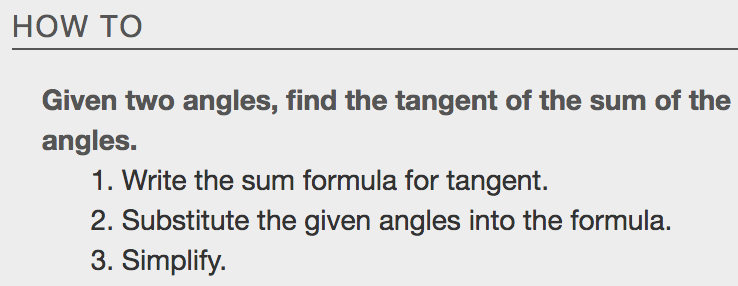 HOW TO
Given two angles, find the tangent of the sum of the
angles.
1. Write the sum formula for tangent.
2. Substitute the given angles into the formula.
3. Simplify.